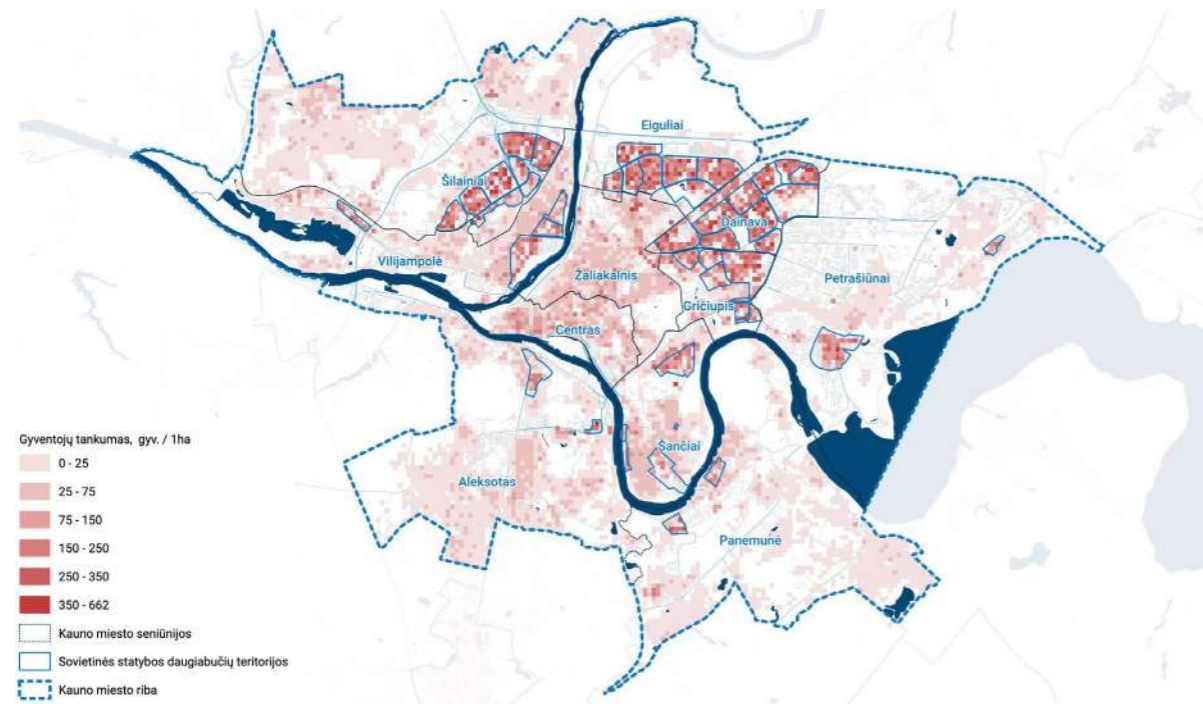 Eiguliai
Šilainiai
Dainava
Vilijampolė
Žaliakalnis
Petrašiūnai
Gričiupis
Centras
Šančiai
Aleksotas
Panemunė
Gyventojų tankumas, gyv. / 1ha
0 - 25
25 - 75
75 - 150
150 - 250
250 - 350
350 - 662
Kauno miesto seniūnijos
Sovietinės statybos daugiabučių teritorijos
Kauno miesto riba